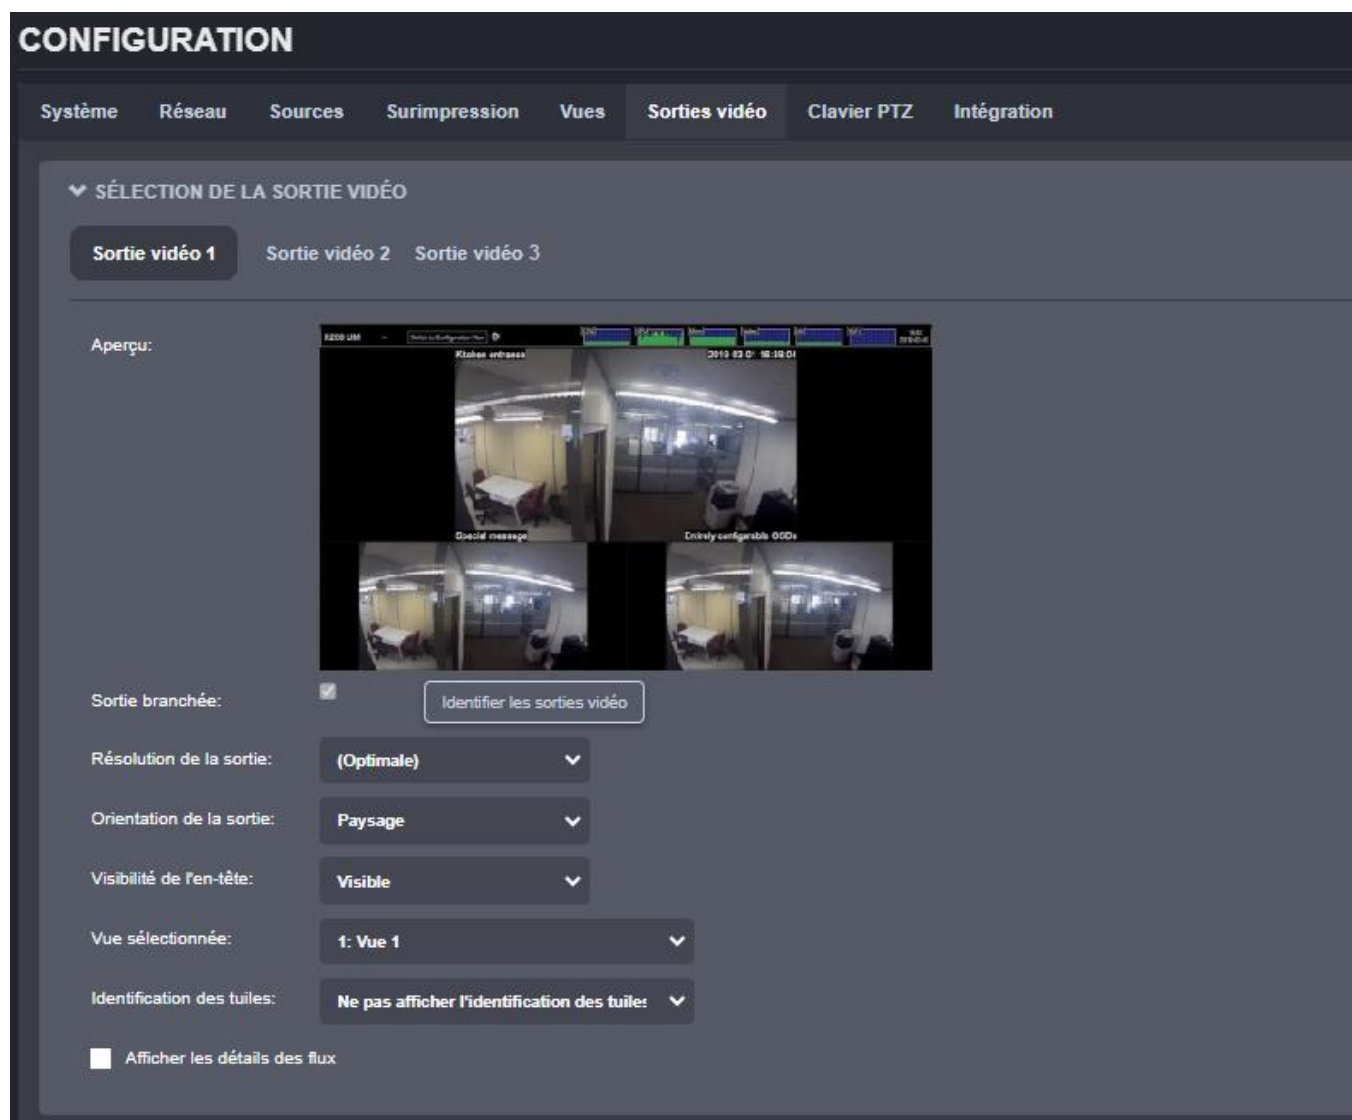 CONFIGURATION
Système Réseau Sources Surimpression Vues Sorties vidéo Clavier PTZ Intégration
SÉLECTION DE LA SORTIE VIDÉO
Sortie vidéo 1 Sortie vidéo 2 Sortie vidéo 3
Aperçu:
Kitchen entrance
Special message Entirely configurable OSDs
Sortie branchée: Identifier les sorties vidéo
Résolution de la sortie: (Optimale)
Orientation de la sortie: Paysage
Visibilité de l'en-tête: Visible
Vue sélectionnée: 1: Vue 1
Identification des tuiles: Ne pas afficher l'identification des tuiles
Afficher les détails des flux